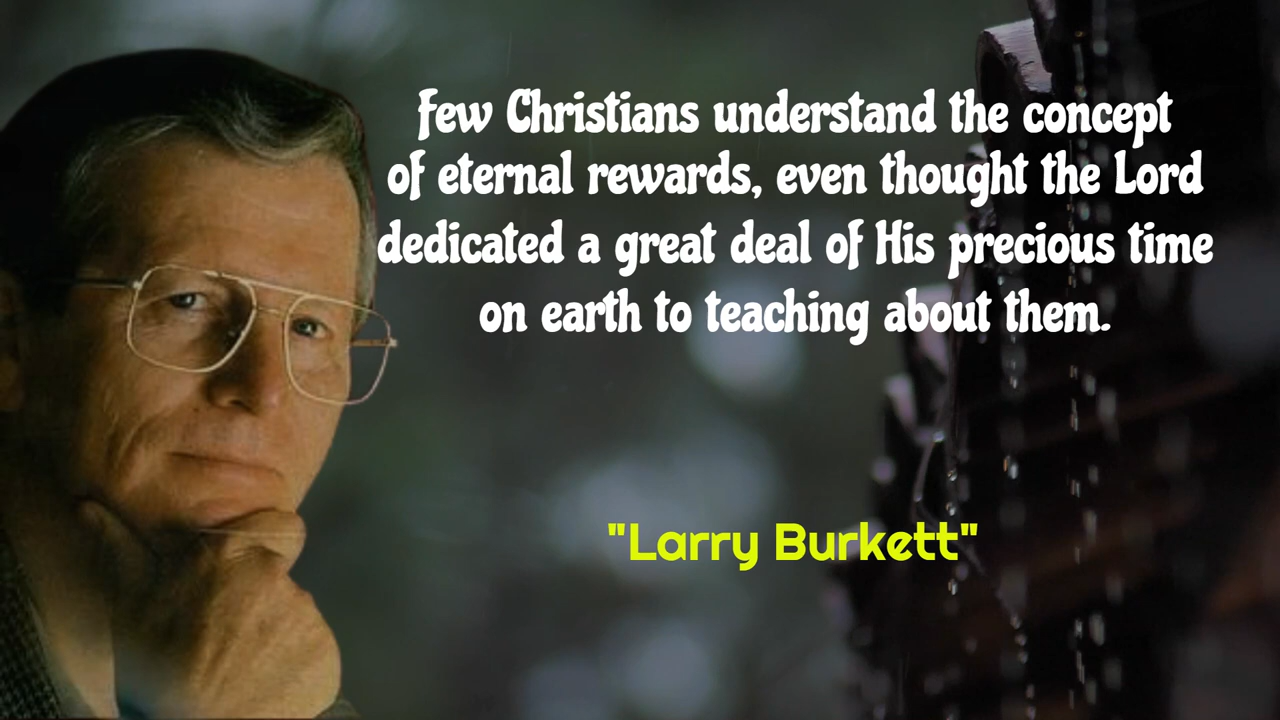 Few Christians understand the concept
of eternal rewards, even thought the Lord
dedicated a great deal of His precious time
on earth to teaching about them.
"Larry Burkett"